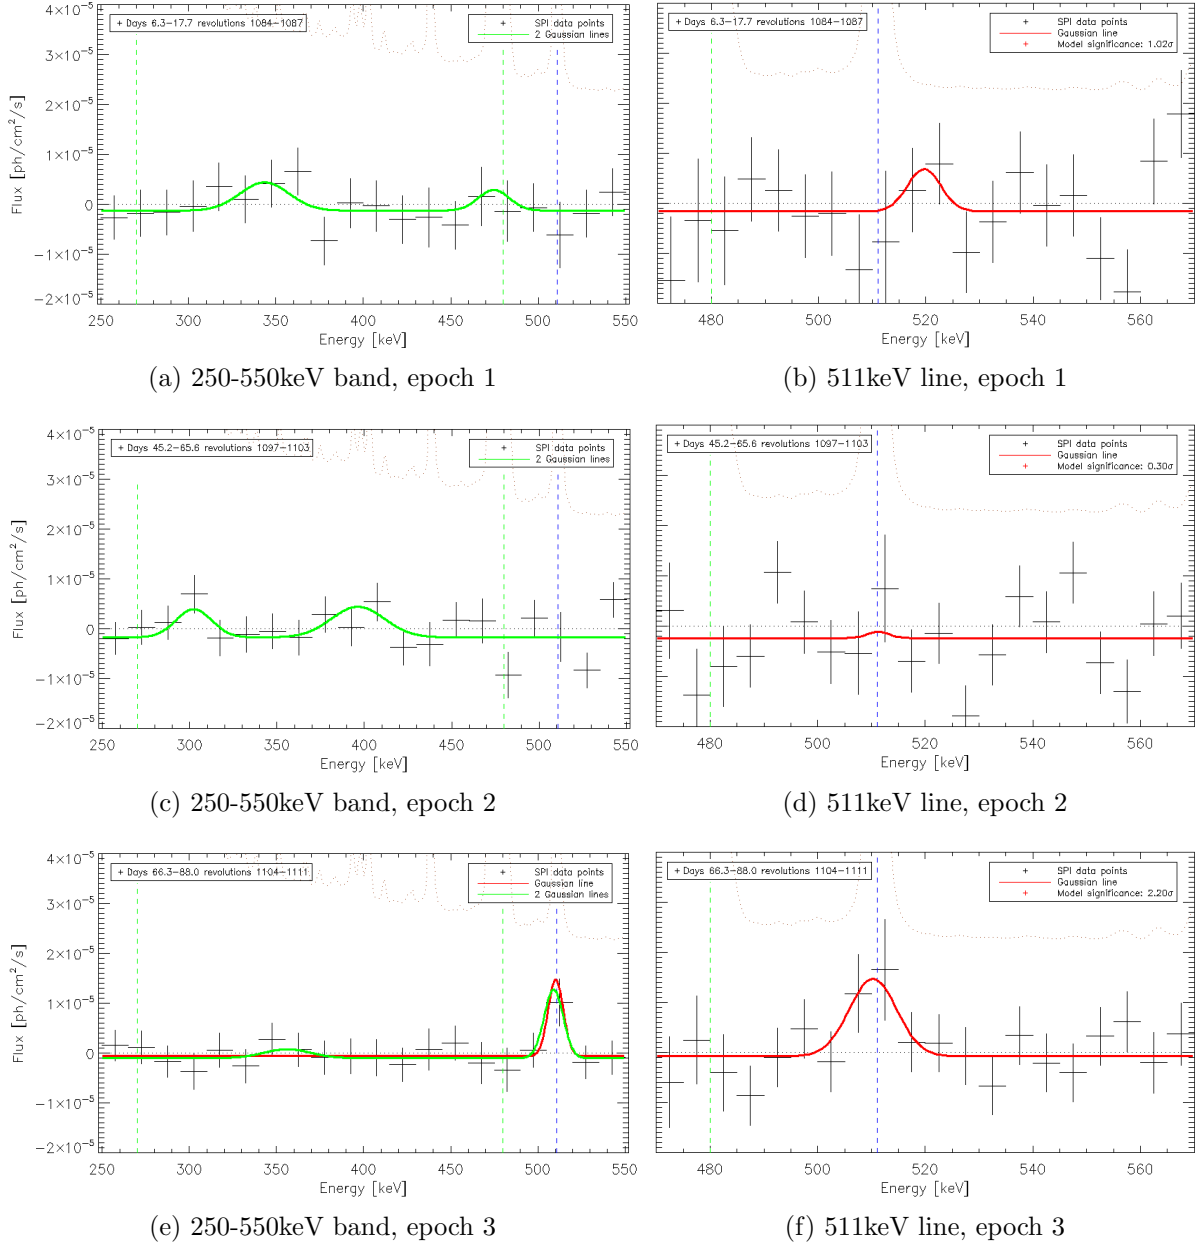 + Days 6.3−17.7 revolutions 1084−1087
+ SPI data points
2 Gaussian lines
4×10⁻⁵
3×10⁻⁵
2×10⁻⁵
1×10⁻⁵
0
−1×10⁻⁵
−2×10⁻⁵
Flux [ph/cm²/s]
250 300 350 400 450 500 550
Energy [keV]
(a) 250-550keV band, epoch 1
+ Days 6.3−17.7 revolutions 1084−1087
+ SPI data points
Gaussian line
+ Model significance: 1.02σ
480 500 520 540 560
Energy [keV]
(b) 511keV line, epoch 1
+ Days 45.2−65.6 revolutions 1097−1103
+ SPI data points
2 Gaussian lines
4×10⁻⁵
3×10⁻⁵
2×10⁻⁵
1×10⁻⁵
0
−1×10⁻⁵
−2×10⁻⁵
Flux [ph/cm²/s]
250 300 350 400 450 500 550
Energy [keV]
(c) 250-550keV band, epoch 2
+ Days 45.2−65.6 revolutions 1097−1103
+ SPI data points
Gaussian line
+ Model significance: 0.30σ
480 500 520 540 560
Energy [keV]
(d) 511keV line, epoch 2
+ Days 66.3−88.0 revolutions 1104−1111
+ SPI data points
Gaussian line
2 Gaussian lines
4×10⁻⁵
3×10⁻⁵
2×10⁻⁵
1×10⁻⁵
0
−1×10⁻⁵
−2×10⁻⁵
Flux [ph/cm²/s]
250 300 350 400 450 500 550
Energy [keV]
(e) 250-550keV band, epoch 3
+ Days 66.3−88.0 revolutions 1104−1111
+ SPI data points
Gaussian line
+ Model significance: 2.20σ
480 500 520 540 560
Energy [keV]
(f) 511keV line, epoch 3